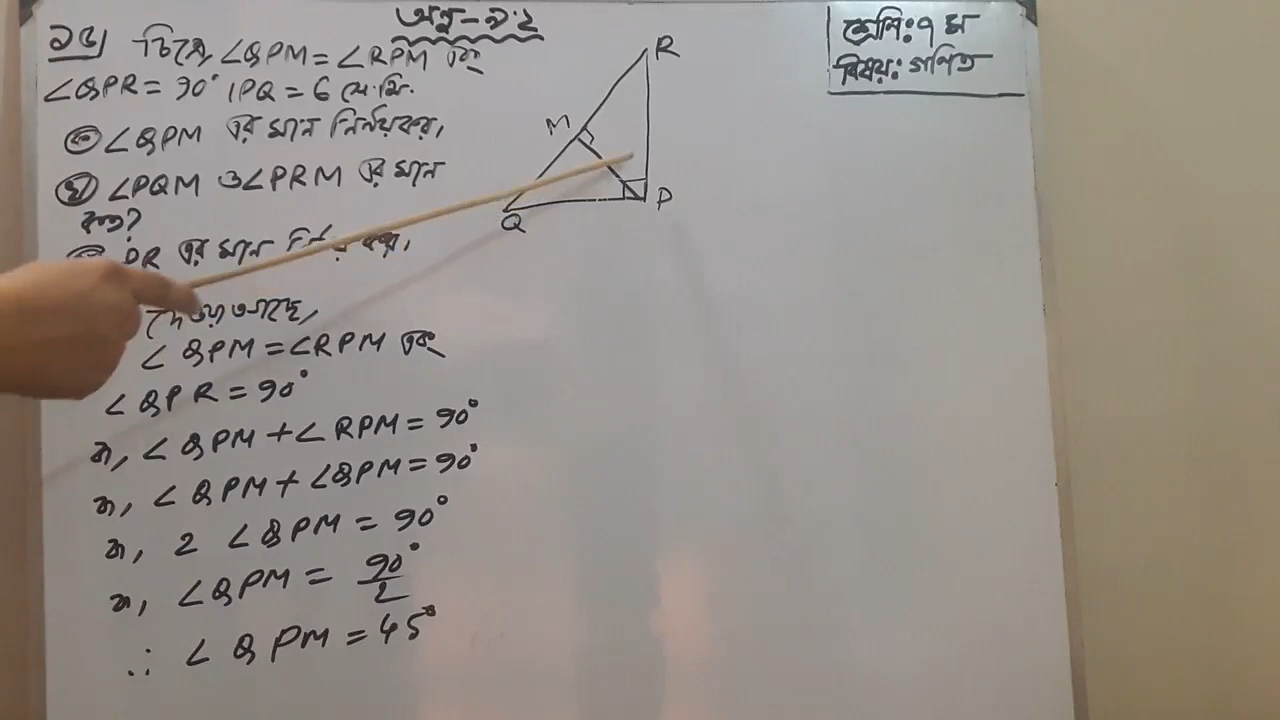 অনু-৯.২
শ্রেণি: ৭ম
বিষয়: গণিত
১৫। চিত্রে ∠QPM = ∠RPM এবং
∠QPR = 90° । PQ = 6 সে.মি.
ক) ∠QPM এর মান নির্ণয় কর।
খ) ∠PQM ও ∠PRM এর মান
কত?
PR এর মান নির্ণয় কর।
R
M
P
Q
দেওয়া আছে,
∠QPM = ∠RPM এবং
∠QPR = 90°
বা, ∠QPM + ∠RPM = 90°
বা, ∠QPM + ∠QPM = 90°
বা, 2 ∠QPM = 90°
বা, ∠QPM = 90°/2
∴ ∠QPM = 45°